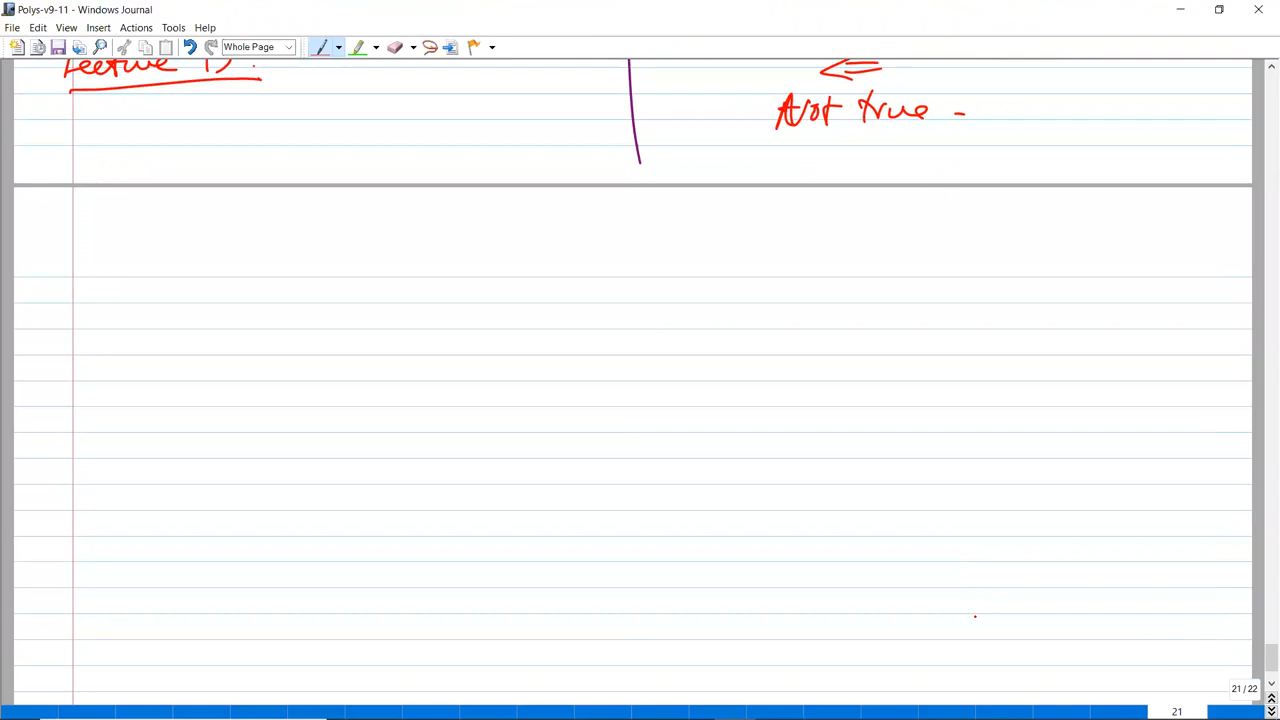 Polys-v9-11 - Windows Journal
File Edit View Insert Actions Tools Help
Whole Page
Lecture
⇐
Not true -
21 / 22
21